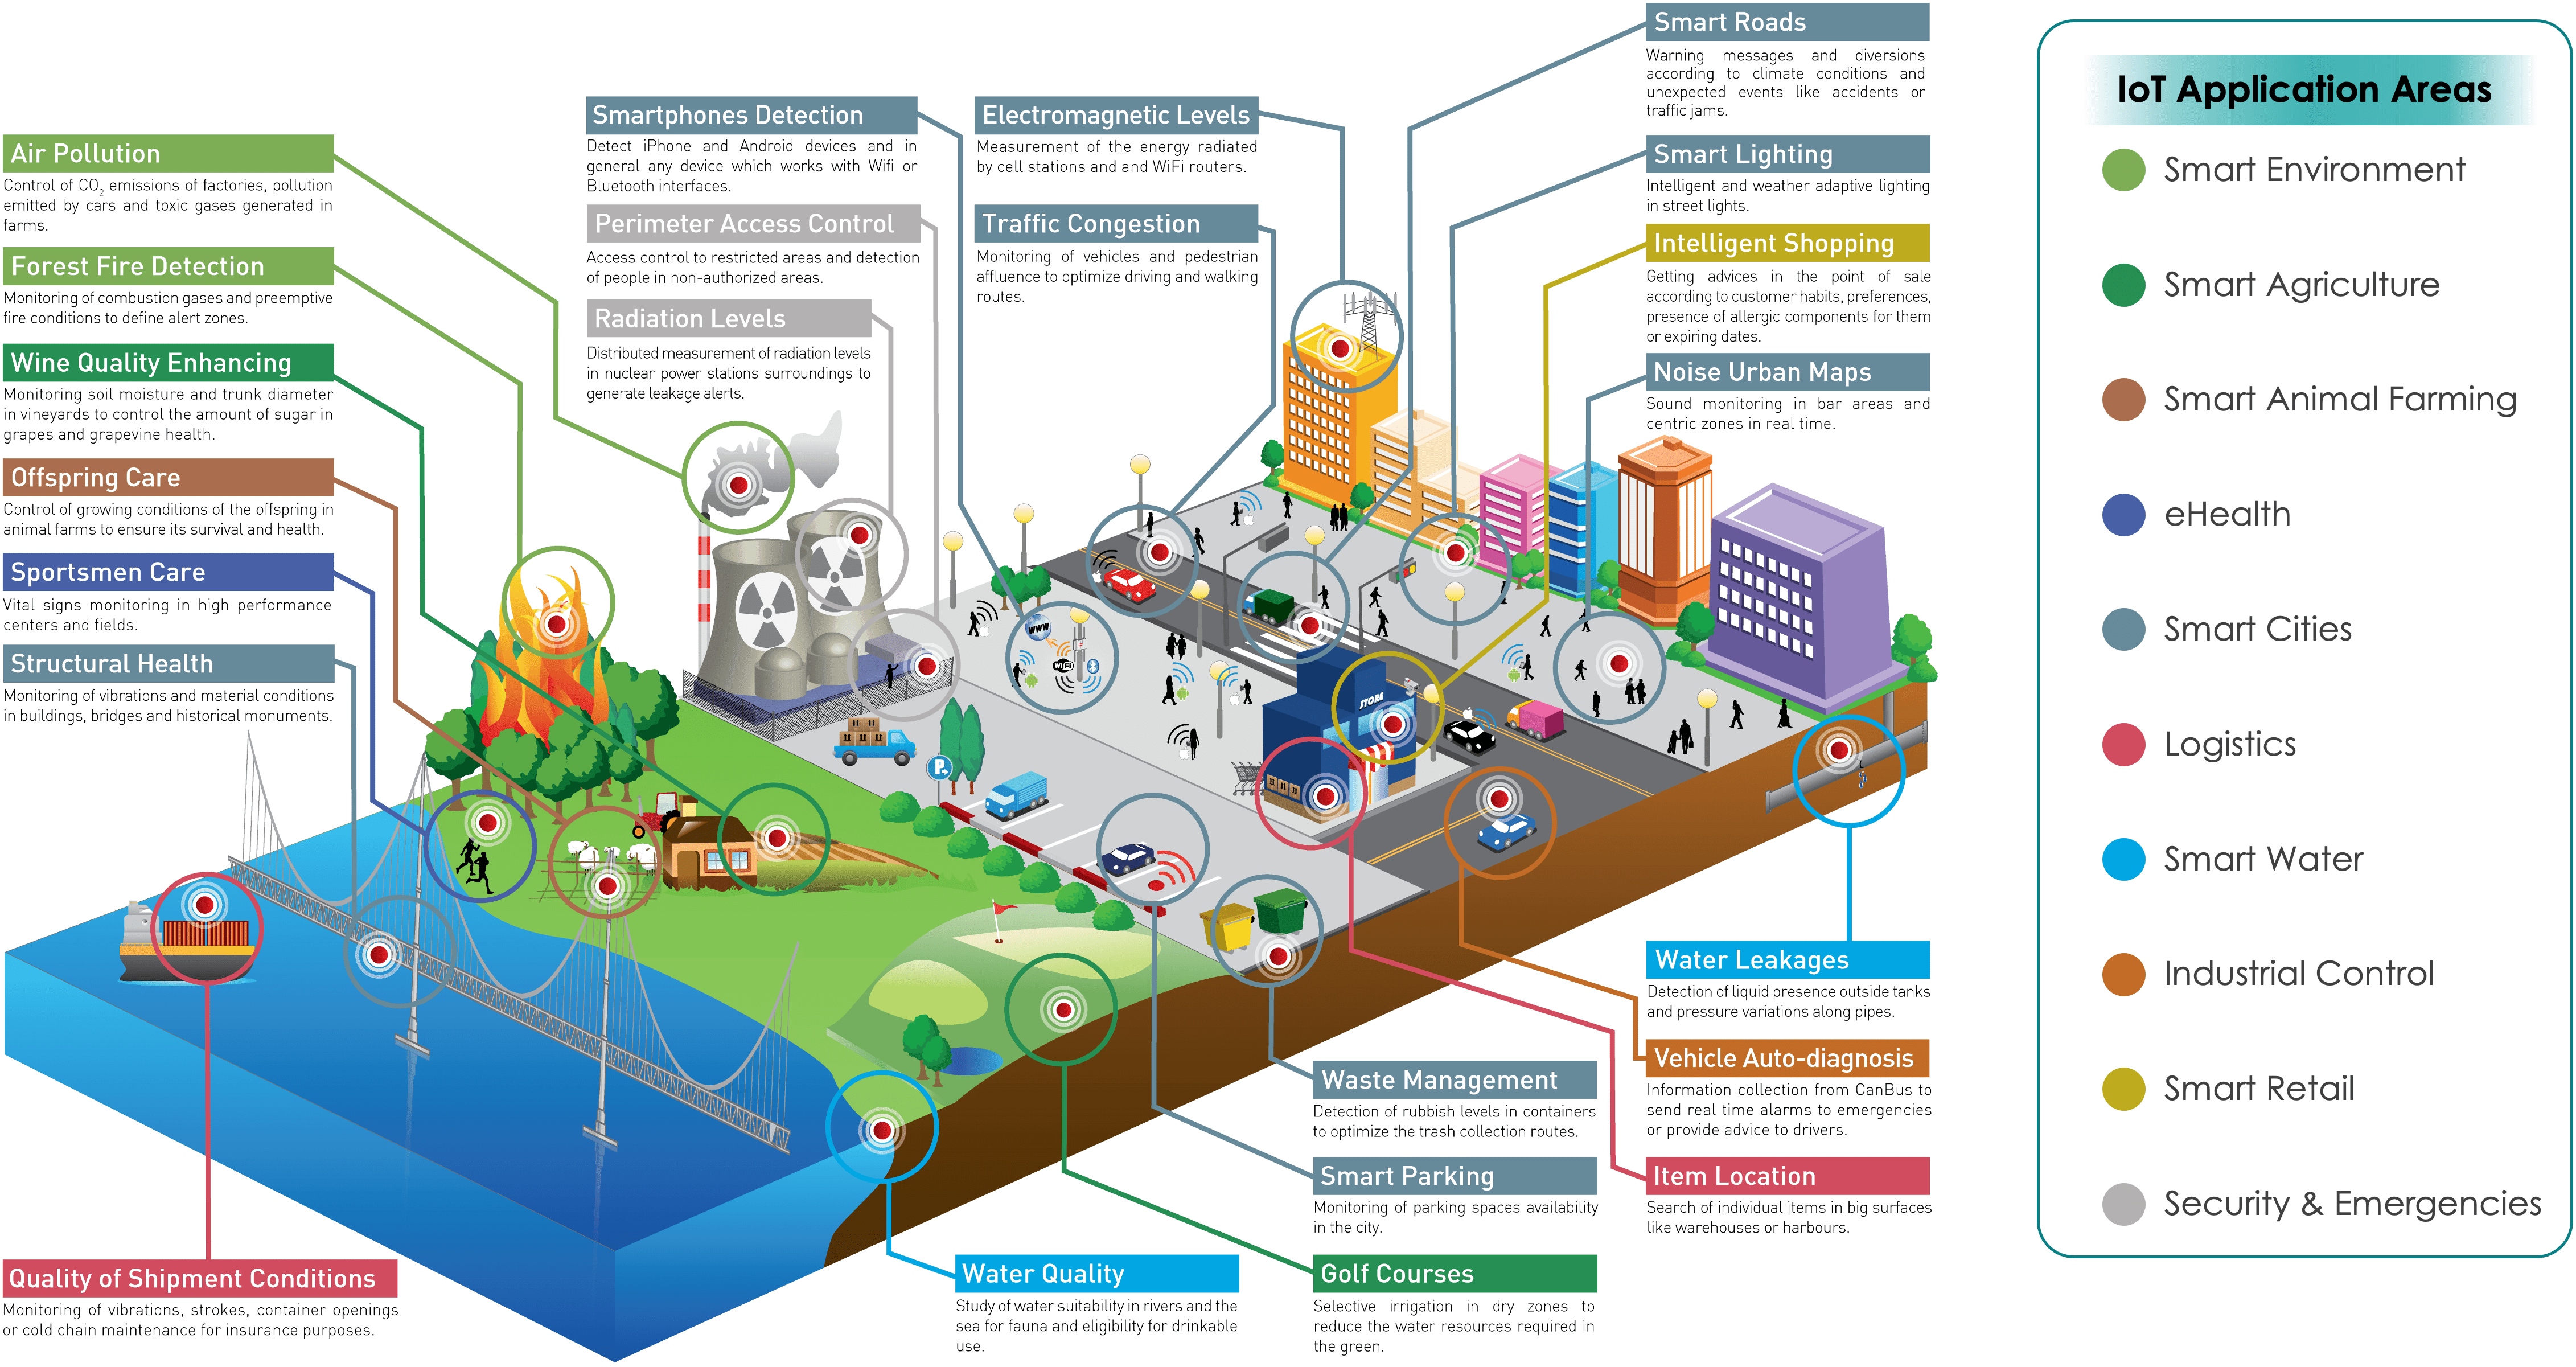 Air Pollution
Control of CO2 emissions of factories, pollution
emitted by cars and toxic gases generated in
farms.
Forest Fire Detection
Monitoring of combustion gases and preemptive
fire conditions to define alert zones.
Wine Quality Enhancing
Monitoring soil moisture and trunk diameter
in vineyards to control the amount of sugar in
grapes and grapevine health.
Offspring Care
Control of growing conditions of the offspring in
animal farms to ensure its survival and health.
Sportsmen Care
Vital signs monitoring in high performance
centers and fields.
Structural Health
Monitoring of vibrations and material conditions
in buildings, bridges and historical monuments.
Quality of Shipment Conditions
Monitoring of vibrations, strokes, container openings
or cold chain maintenance for insurance purposes.
Smartphones Detection
Detect iPhone and Android devices and in
general any device which works with Wifi or
Bluetooth interfaces.
Perimeter Access Control
Access control to restricted areas and detection
of people in non-authorized areas.
Radiation Levels
Distributed measurement of radiation levels
in nuclear power stations surroundings to
generate leakage alerts.
Electromagnetic Levels
Measurement of the energy radiated
by cell stations and and WiFi routers.
Traffic Congestion
Monitoring of vehicles and pedestrian
affluence to optimize driving and walking
routes.
Smart Roads
Warning messages and diversions
according to climate conditions and
unexpected events like accidents or
traffic jams.
Smart Lighting
Intelligent and weather adaptive lighting
in street lights.
Intelligent Shopping
Getting advices in the point of sale
according to customer habits, preferences,
presence of allergic components for them
or expiring dates.
Noise Urban Maps
Sound monitoring in bar areas and
centric zones in real time.
www
WiFi
STORE
P
Water Leakages
Detection of liquid presence outside tanks
and pressure variations along pipes.
Vehicle Auto-diagnosis
Information collection from CanBus to
send real time alarms to emergencies
or provide advice to drivers.
Item Location
Search of individual items in big surfaces
like warehouses or harbours.
Waste Management
Detection of rubbish levels in containers
to optimize the trash collection routes.
Smart Parking
Monitoring of parking spaces availability
in the city.
Golf Courses
Selective irrigation in dry zones to
reduce the water resources required in
the green.
Water Quality
Study of water suitability in rivers and the
sea for fauna and eligibility for drinkable
use.
IoT Application Areas
Smart Environment
Smart Agriculture
Smart Animal Farming
eHealth
Smart Cities
Logistics
Smart Water
Industrial Control
Smart Retail
Security & Emergencies